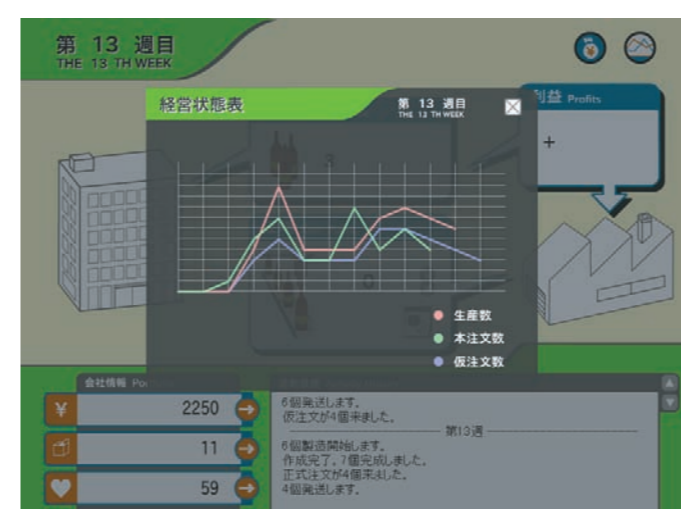 第 13 週目
THE 13 TH WEEK
利益 Profits
+
経営状態表
第 13 週目
THE 13 TH WEEK
3
0
生産数
本注文数
仮注文数
会社情報
¥
2250
11
59
6個発送します。
仮注文が4個来ました。
第13週
6個製造開始します。
作成完了。7個完成しました。
正式注文が4個来ました。
4個発送します。